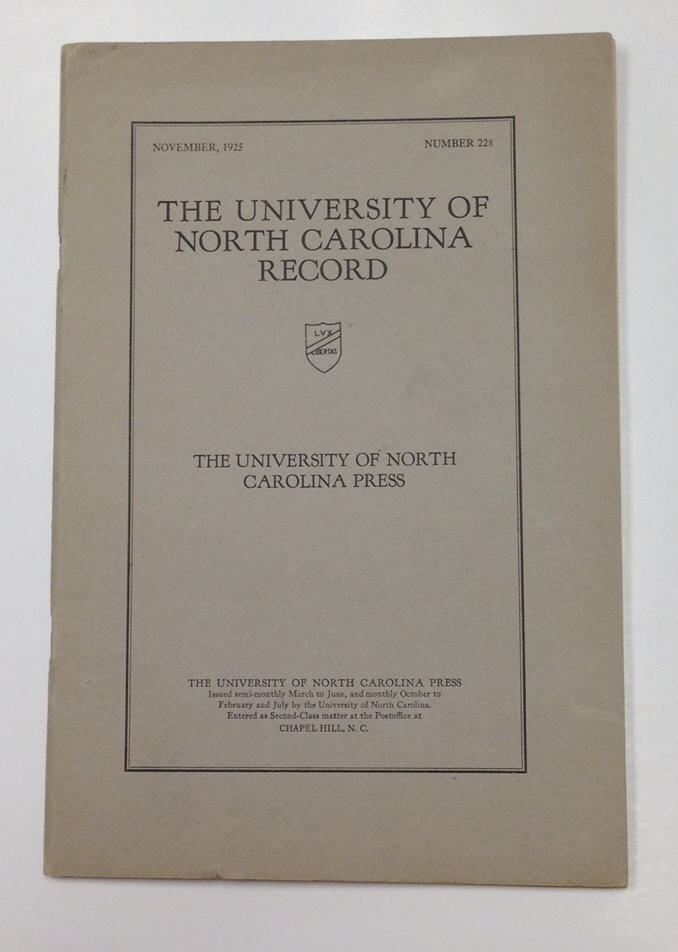 NOVEMBER, 1925 NUMBER 228
THE UNIVERSITY OF
NORTH CAROLINA
RECORD
LVX
LIBERTAS
THE UNIVERSITY OF NORTH
CAROLINA PRESS
THE UNIVERSITY OF NORTH CAROLINA PRESS
Issued semi-monthly March to June, and monthly October to
February and July by the University of North Carolina.
Entered as Second-Class matter at the Postoffice at
CHAPEL HILL, N. C.